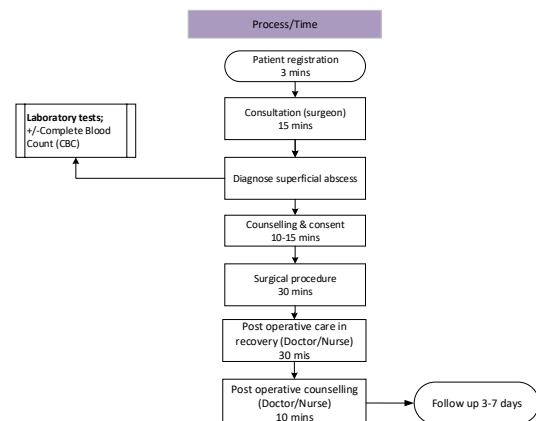 Process/Time
Patient registration
3 mins
Consultation (surgeon)
15 mins
Laboratory tests;
+/-Complete Blood
Count (CBC)
Diagnose superficial abscess
Counselling & consent
10-15 mins
Surgical procedure
30 mins
Post operative care in
recovery (Doctor/Nurse)
30 mis
Post operative counselling
(Doctor/Nurse)
10 mins
Follow up 3-7 days